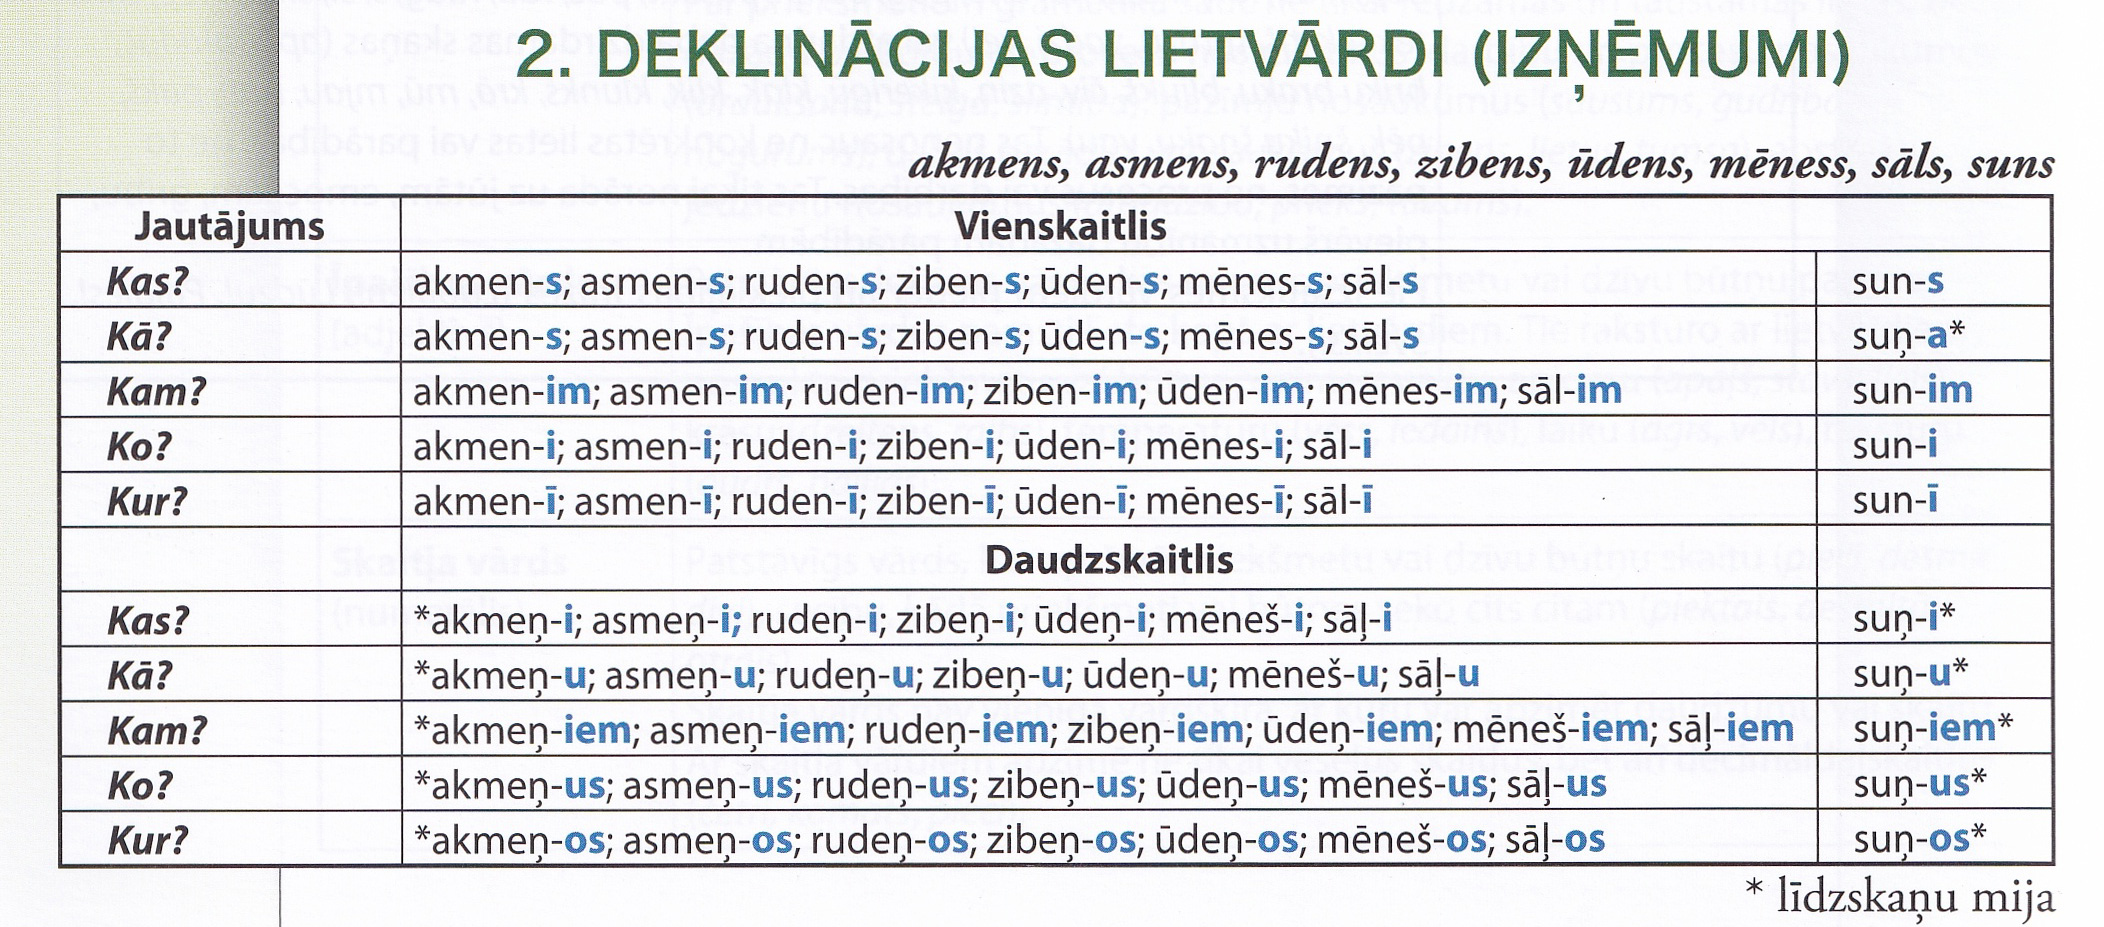 2. DEKLINĀCIJAS LIETVĀRDI (IZŅĒMUMI)
akmens, asmens, rudens, zibens, ūdens, mēness, sāls, suns
Jautājums Vienskaitlis
Kas? akmen-s; asmen-s; ruden-s; ziben-s; ūden-s; mēnes-s; sāl-s sun-s
Kā? akmen-s; asmen-s; ruden-s; ziben-s; ūden-s; mēnes-s; sāl-s suņ-a*
Kam? akmen-im; asmen-im; ruden-im; ziben-im; ūden-im; mēnes-im; sāl-im sun-im
Ko? akmen-i; asmen-i; ruden-i; ziben-i; ūden-i; mēnes-i; sāl-i sun-i
Kur? akmen-ī; asmen-ī; ruden-ī; ziben-ī; ūden-ī; mēnes-ī; sāl-ī sun-ī
Daudzskaitlis
Kas? *akmeņ-i; asmeņ-i; rudeņ-i; zibeņ-i; ūdeņ-i; mēneš-i; sāļ-i suņ-i*
Kā? *akmeņ-u; asmeņ-u; rudeņ-u; zibeņ-u; ūdeņ-u; mēneš-u; sāļ-u suņ-u*
Kam? *akmeņ-iem; asmeņ-iem; rudeņ-iem; zibeņ-iem; ūdeņ-iem; mēneš-iem; sāļ-iem suņ-iem*
Ko? *akmeņ-us; asmeņ-us; rudeņ-us; zibeņ-us; ūdeņ-us; mēneš-us; sāļ-us suņ-us*
Kur? *akmeņ-os; asmeņ-os; rudeņ-os; zibeņ-os; ūdeņ-os; mēneš-os; sāļ-os suņ-os*
* līdzskaņu mija